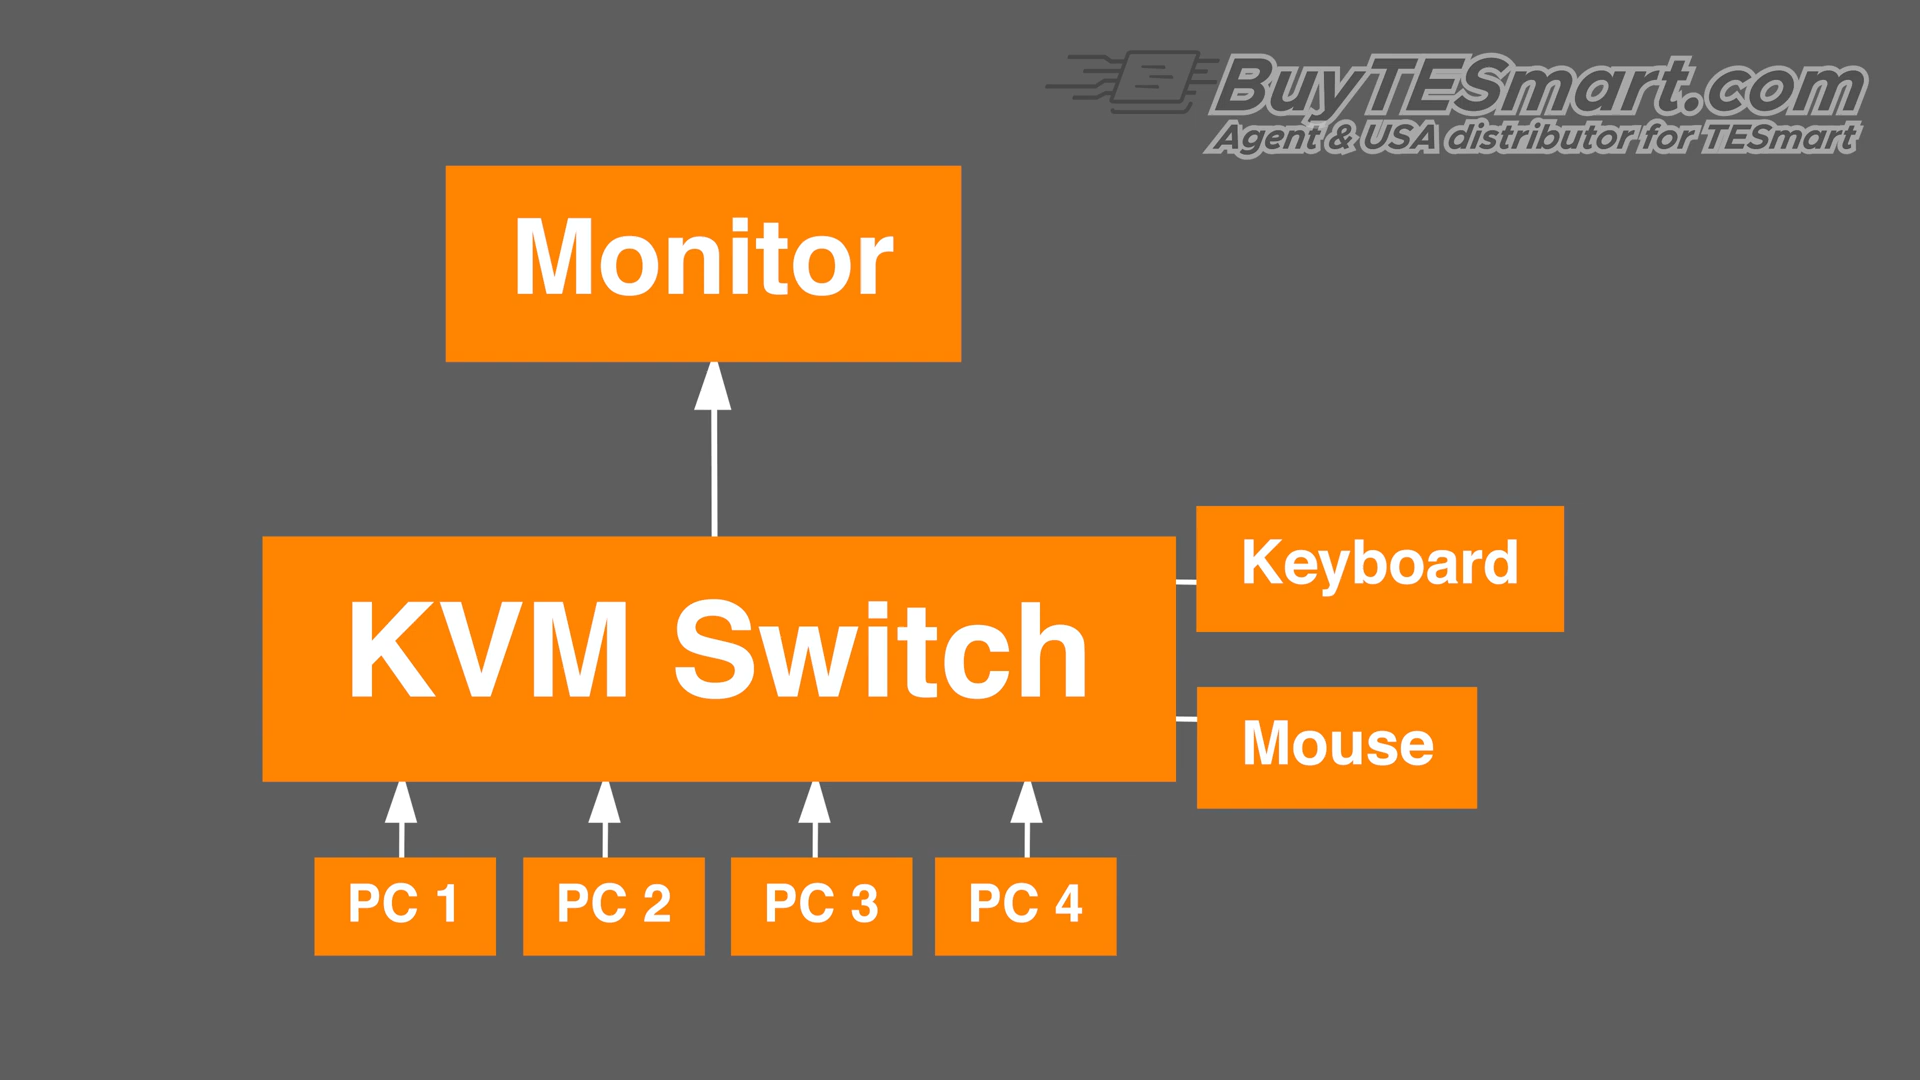 BuyTESmart.com
Agent & USA distributor for TESmart
Monitor
KVM Switch
Keyboard
Mouse
PC 1
PC 2
PC 3
PC 4